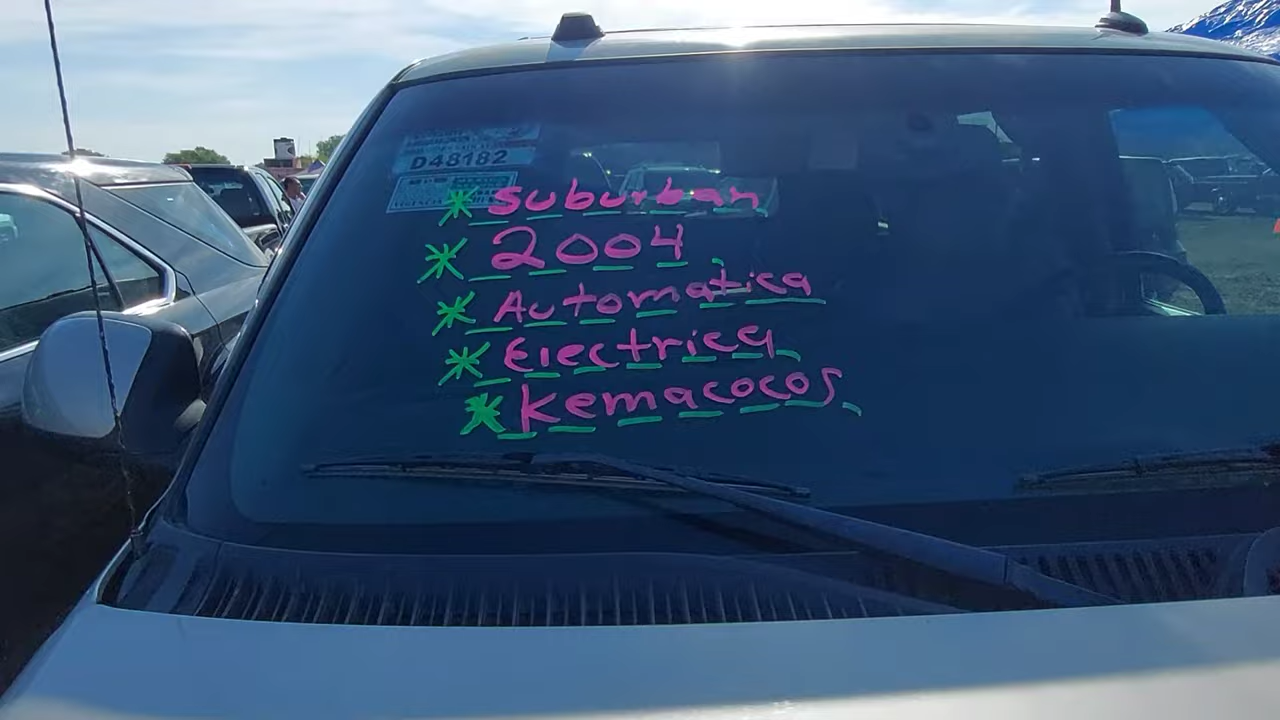 D48182
* Suburban
* 2004
* Automatica
* Electrica
* Kemacocos